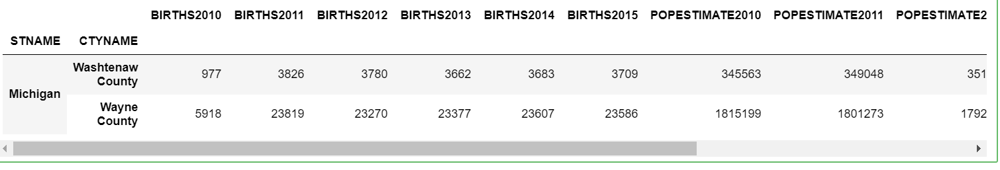 BIRTHS2010 BIRTHS2011 BIRTHS2012 BIRTHS2013 BIRTHS2014 BIRTHS2015 POPESTIMATE2010 POPESTIMATE2011 POPESTIMATE2
STNAME CTYNAME
Michigan Washtenaw County 977 3826 3780 3662 3683 3709 345563 349048 351
Wayne County 5918 23819 23270 23377 23607 23586 1815199 1801273 1792